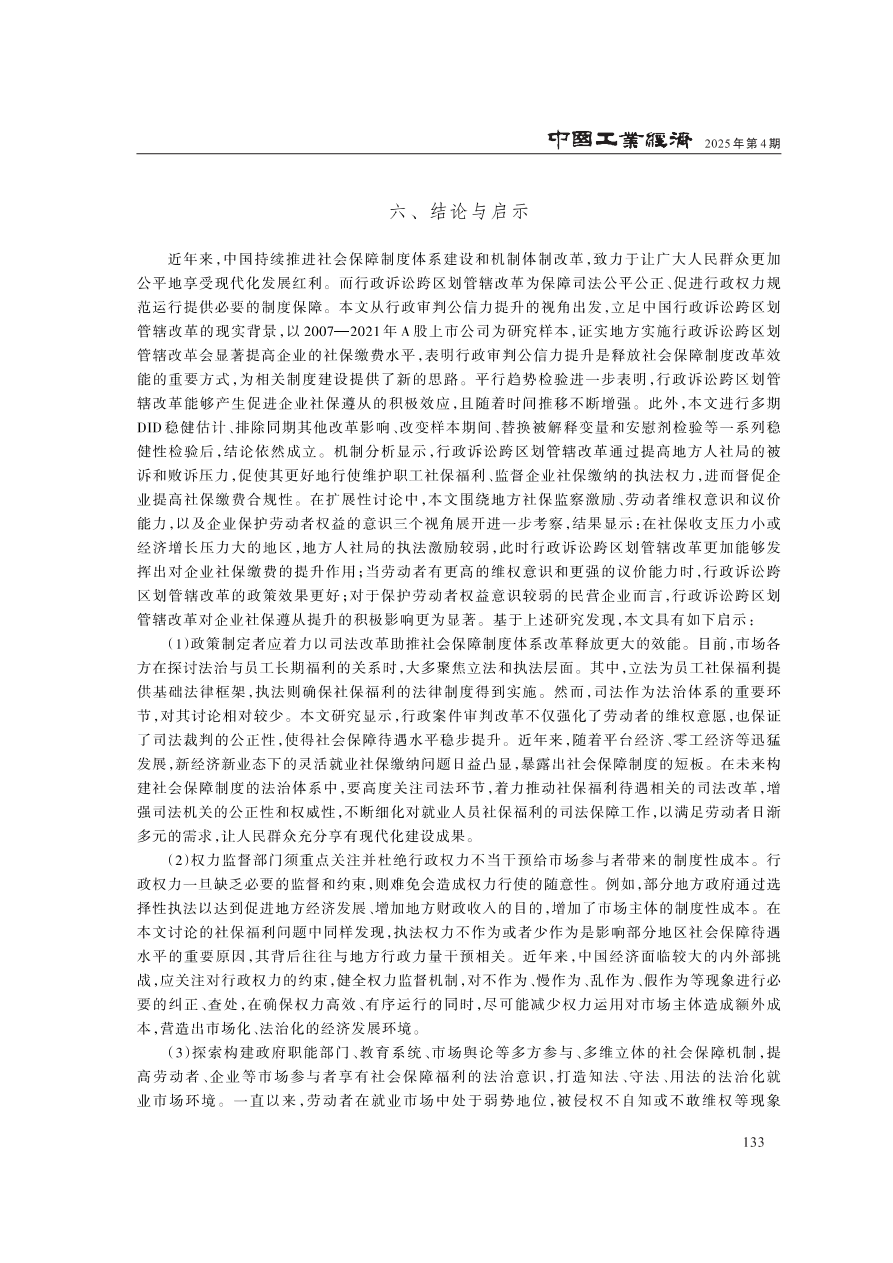 中國工業經濟 2025年第4期
六、结论与启示
近年来,中国持续推进社会保障制度体系建设和机制体制改革,致力于让广大人民群众更加
公平地享受现代化发展红利。而行政诉讼跨区划管辖改革为保障司法公平公正、促进行政权力规
范运行提供必要的制度保障。本文从行政审判公信力提升的视角出发,立足中国行政诉讼跨区划
管辖改革的现实背景,以2007—2021年A股上市公司为研究样本,证实地方实施行政诉讼跨区划
管辖改革会显著提高企业的社保缴费水平,表明行政审判公信力提升是释放社会保障制度改革效
能的重要方式,为相关制度建设提供了新的思路。平行趋势检验进一步表明,行政诉讼跨区划管
辖改革能够产生促进企业社保遵从的积极效应,且随着时间推移不断增强。此外,本文进行多期
DID稳健估计、排除同期其他改革影响、改变样本期间、替换被解释变量和安慰剂检验等一系列稳
健性检验后,结论依然成立。机制分析显示,行政诉讼跨区划管辖改革通过提高地方人社局的被
诉和败诉压力,促使其更好地行使维护职工社保福利、监督企业社保缴纳的执法权力,进而督促企
业提高社保缴费合规性。在扩展性讨论中,本文围绕地方社保监察激励、劳动者维权意识和议价
能力,以及企业保护劳动者权益的意识三个视角展开进一步考察,结果显示:在社保收支压力小或
经济增长压力大的地区,地方人社局的执法激励较弱,此时行政诉讼跨区划管辖改革更加能够发
挥出对企业社保缴费的提升作用;当劳动者有更高的维权意识和更强的议价能力时,行政诉讼跨
区划管辖改革的政策效果更好;对于保护劳动者权益意识较弱的民营企业而言,行政诉讼跨区划
管辖改革对企业社保遵从提升的积极影响更为显著。基于上述研究发现,本文具有如下启示:
(1)政策制定者应着力以司法改革助推社会保障制度体系改革释放更大的效能。目前,市场各
方在探讨法治与员工长期福利的关系时,大多聚焦立法和执法层面。其中,立法为员工社保福利提
供基础法律框架,执法则确保社保福利的法律制度得到实施。然而,司法作为法治体系的重要环
节,对其讨论相对较少。本文研究显示,行政案件审判改革不仅强化了劳动者的维权意愿,也保证
了司法裁判的公正性,使得社会保障待遇水平稳步提升。近年来,随着平台经济、零工经济等迅猛
发展,新经济新业态下的灵活就业社保缴纳问题日益凸显,暴露出社会保障制度的短板。在未来构
建社会保障制度的法治体系中,要高度关注司法环节,着力推动社保福利待遇相关的司法改革,增
强司法机关的公正性和权威性,不断细化对就业人员社保福利的司法保障工作,以满足劳动者日渐
多元的需求,让人民群众充分享有现代化建设成果。
(2)权力监督部门须重点关注并杜绝行政权力不当干预给市场参与者带来的制度性成本。行
政权力一旦缺乏必要的监督和约束,则难免会造成权力行使的随意性。例如,部分地方政府通过选
择性执法以达到促进地方经济发展、增加地方财政收入的目的,增加了市场主体的制度性成本。在
本文讨论的社保福利问题中同样发现,执法权力不作为或者少作为是影响部分地区社会保障待遇
水平的重要原因,其背后往往与地方行政力量干预相关。近年来,中国经济面临较大的内外部挑
战,应关注对行政权力的约束,健全权力监督机制,对不作为、慢作为、乱作为、假作为等现象进行必
要的纠正、查处,在确保权力高效、有序运行的同时,尽可能减少权力运用对市场主体造成额外成
本,营造出市场化、法治化的经济发展环境。
(3)探索构建政府职能部门、教育系统、市场舆论等多方参与、多维立体的社会保障机制,提
高劳动者、企业等市场参与者享有社会保障福利的法治意识,打造知法、守法、用法的法治化就
业市场环境。一直以来,劳动者在就业市场中处于弱势地位,被侵权不自知或不敢维权等现象
133